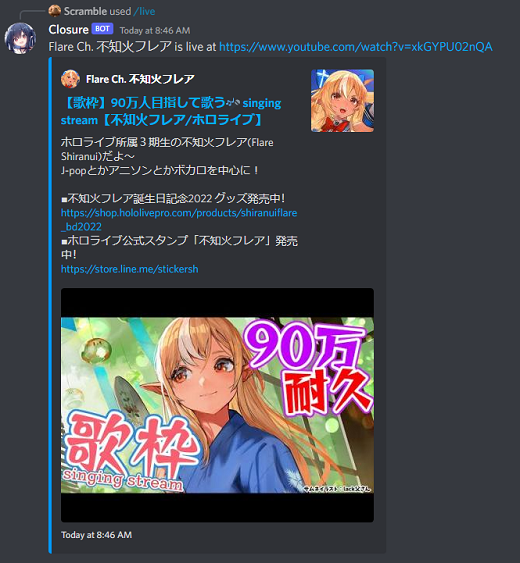 Scramble used /live
Closure BOT Today at 8:46 AM
Flare Ch. 不知火フレア is live at https://www.youtube.com/watch?v=xkGYPU02nQA
Flare Ch. 不知火フレア
【歌枠】90万人目指して歌う🎶 singing
stream【不知火フレア/ホロライブ】
ホロライブ所属３期生の不知火フレア(Flare
Shiranui)だよ～
J-popとかアニソンとかボカロを中心に！
■不知火フレア誕生日記念2022 グッズ発売中!
https://shop.hololivepro.com/products/shiranuiflare
_bd2022
■ホロライブ公式スタンプ「不知火フレア」発売
中!
https://store.line.me/stickersh
90万
耐久
歌枠
singing stream
サムネイラスト：lack父さん
Today at 8:46 AM